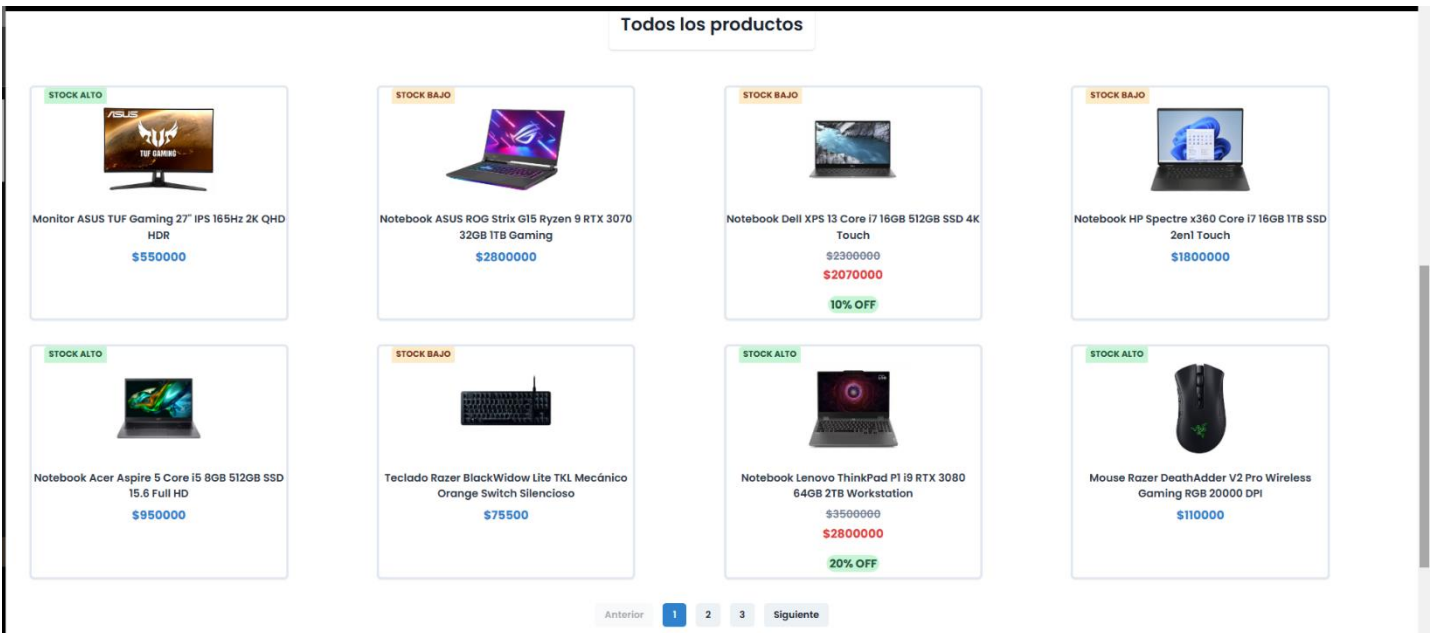 Todos los productos
STOCK ALTO
ASUS
TUF GAMING
Monitor ASUS TUF Gaming 27" IPS 165Hz 2K QHD
HDR
$550000
STOCK BAJO
Notebook ASUS ROG Strix G15 Ryzen 9 RTX 3070
32GB 1TB Gaming
$2800000
STOCK BAJO
Notebook Dell XPS 13 Core i7 16GB 512GB SSD 4K
Touch
$2300000
$2070000
10% OFF
STOCK BAJO
Notebook HP Spectre x360 Core i7 16GB 1TB SSD
2en1 Touch
$1800000
STOCK ALTO
Notebook Acer Aspire 5 Core i5 8GB 512GB SSD
15.6 Full HD
$950000
STOCK BAJO
Teclado Razer BlackWidow Lite TKL Mecánico
Orange Switch Silencioso
$75500
STOCK ALTO
Notebook Lenovo ThinkPad P1 i9 RTX 3080
64GB 2TB Workstation
$3500000
$2800000
20% OFF
STOCK ALTO
Mouse Razer DeathAdder V2 Pro Wireless
Gaming RGB 20000 DPI
$110000
Anterior 1 2 3 Siguiente